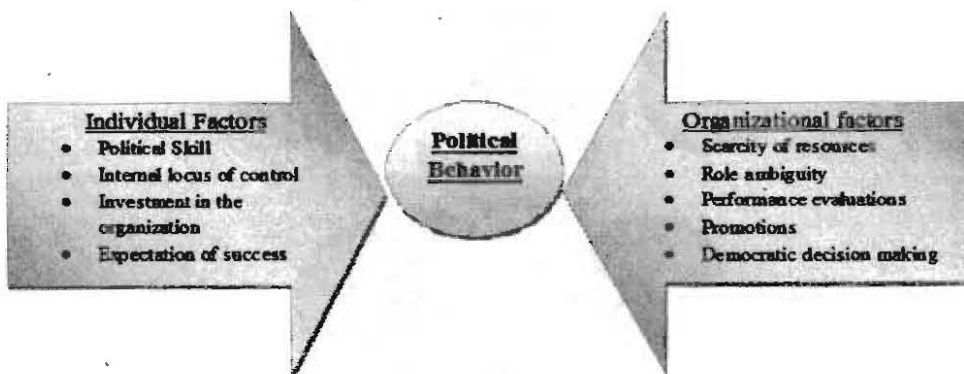 Individual Factors
• Political Skill
• Internal locus of control
• Investment in the
organization
• Expectation of success
Political
Behavior
Organizational factors
• Scarcity of resources
• Role ambiguity
• Performance evaluations
• Promotions
• Democratic decision making